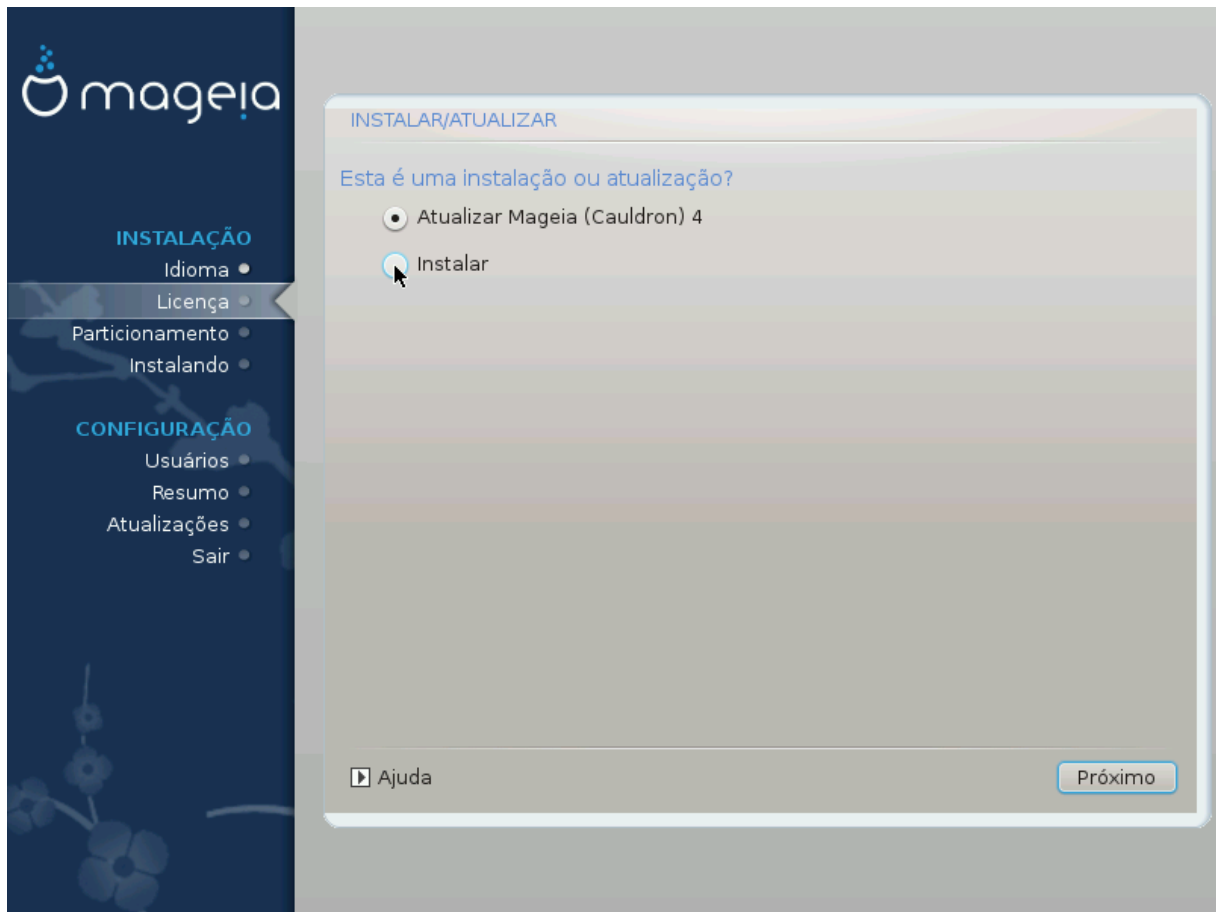 mageia
INSTALAÇÃO
Idioma
Licença
Particionamento
Instalando
CONFIGURAÇÃO
Usuários
Resumo
Atualizações
Sair
INSTALAR/ATUALIZAR
Esta é uma instalação ou atualização?
Atualizar Mageia (Cauldron) 4
Instalar
Ajuda
Próximo